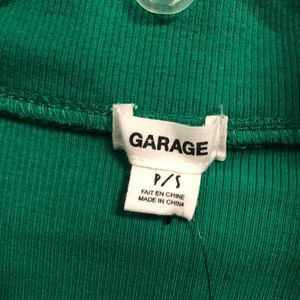 GARAGE
P/S
FAIT EN CHINE
MADE IN CHINA